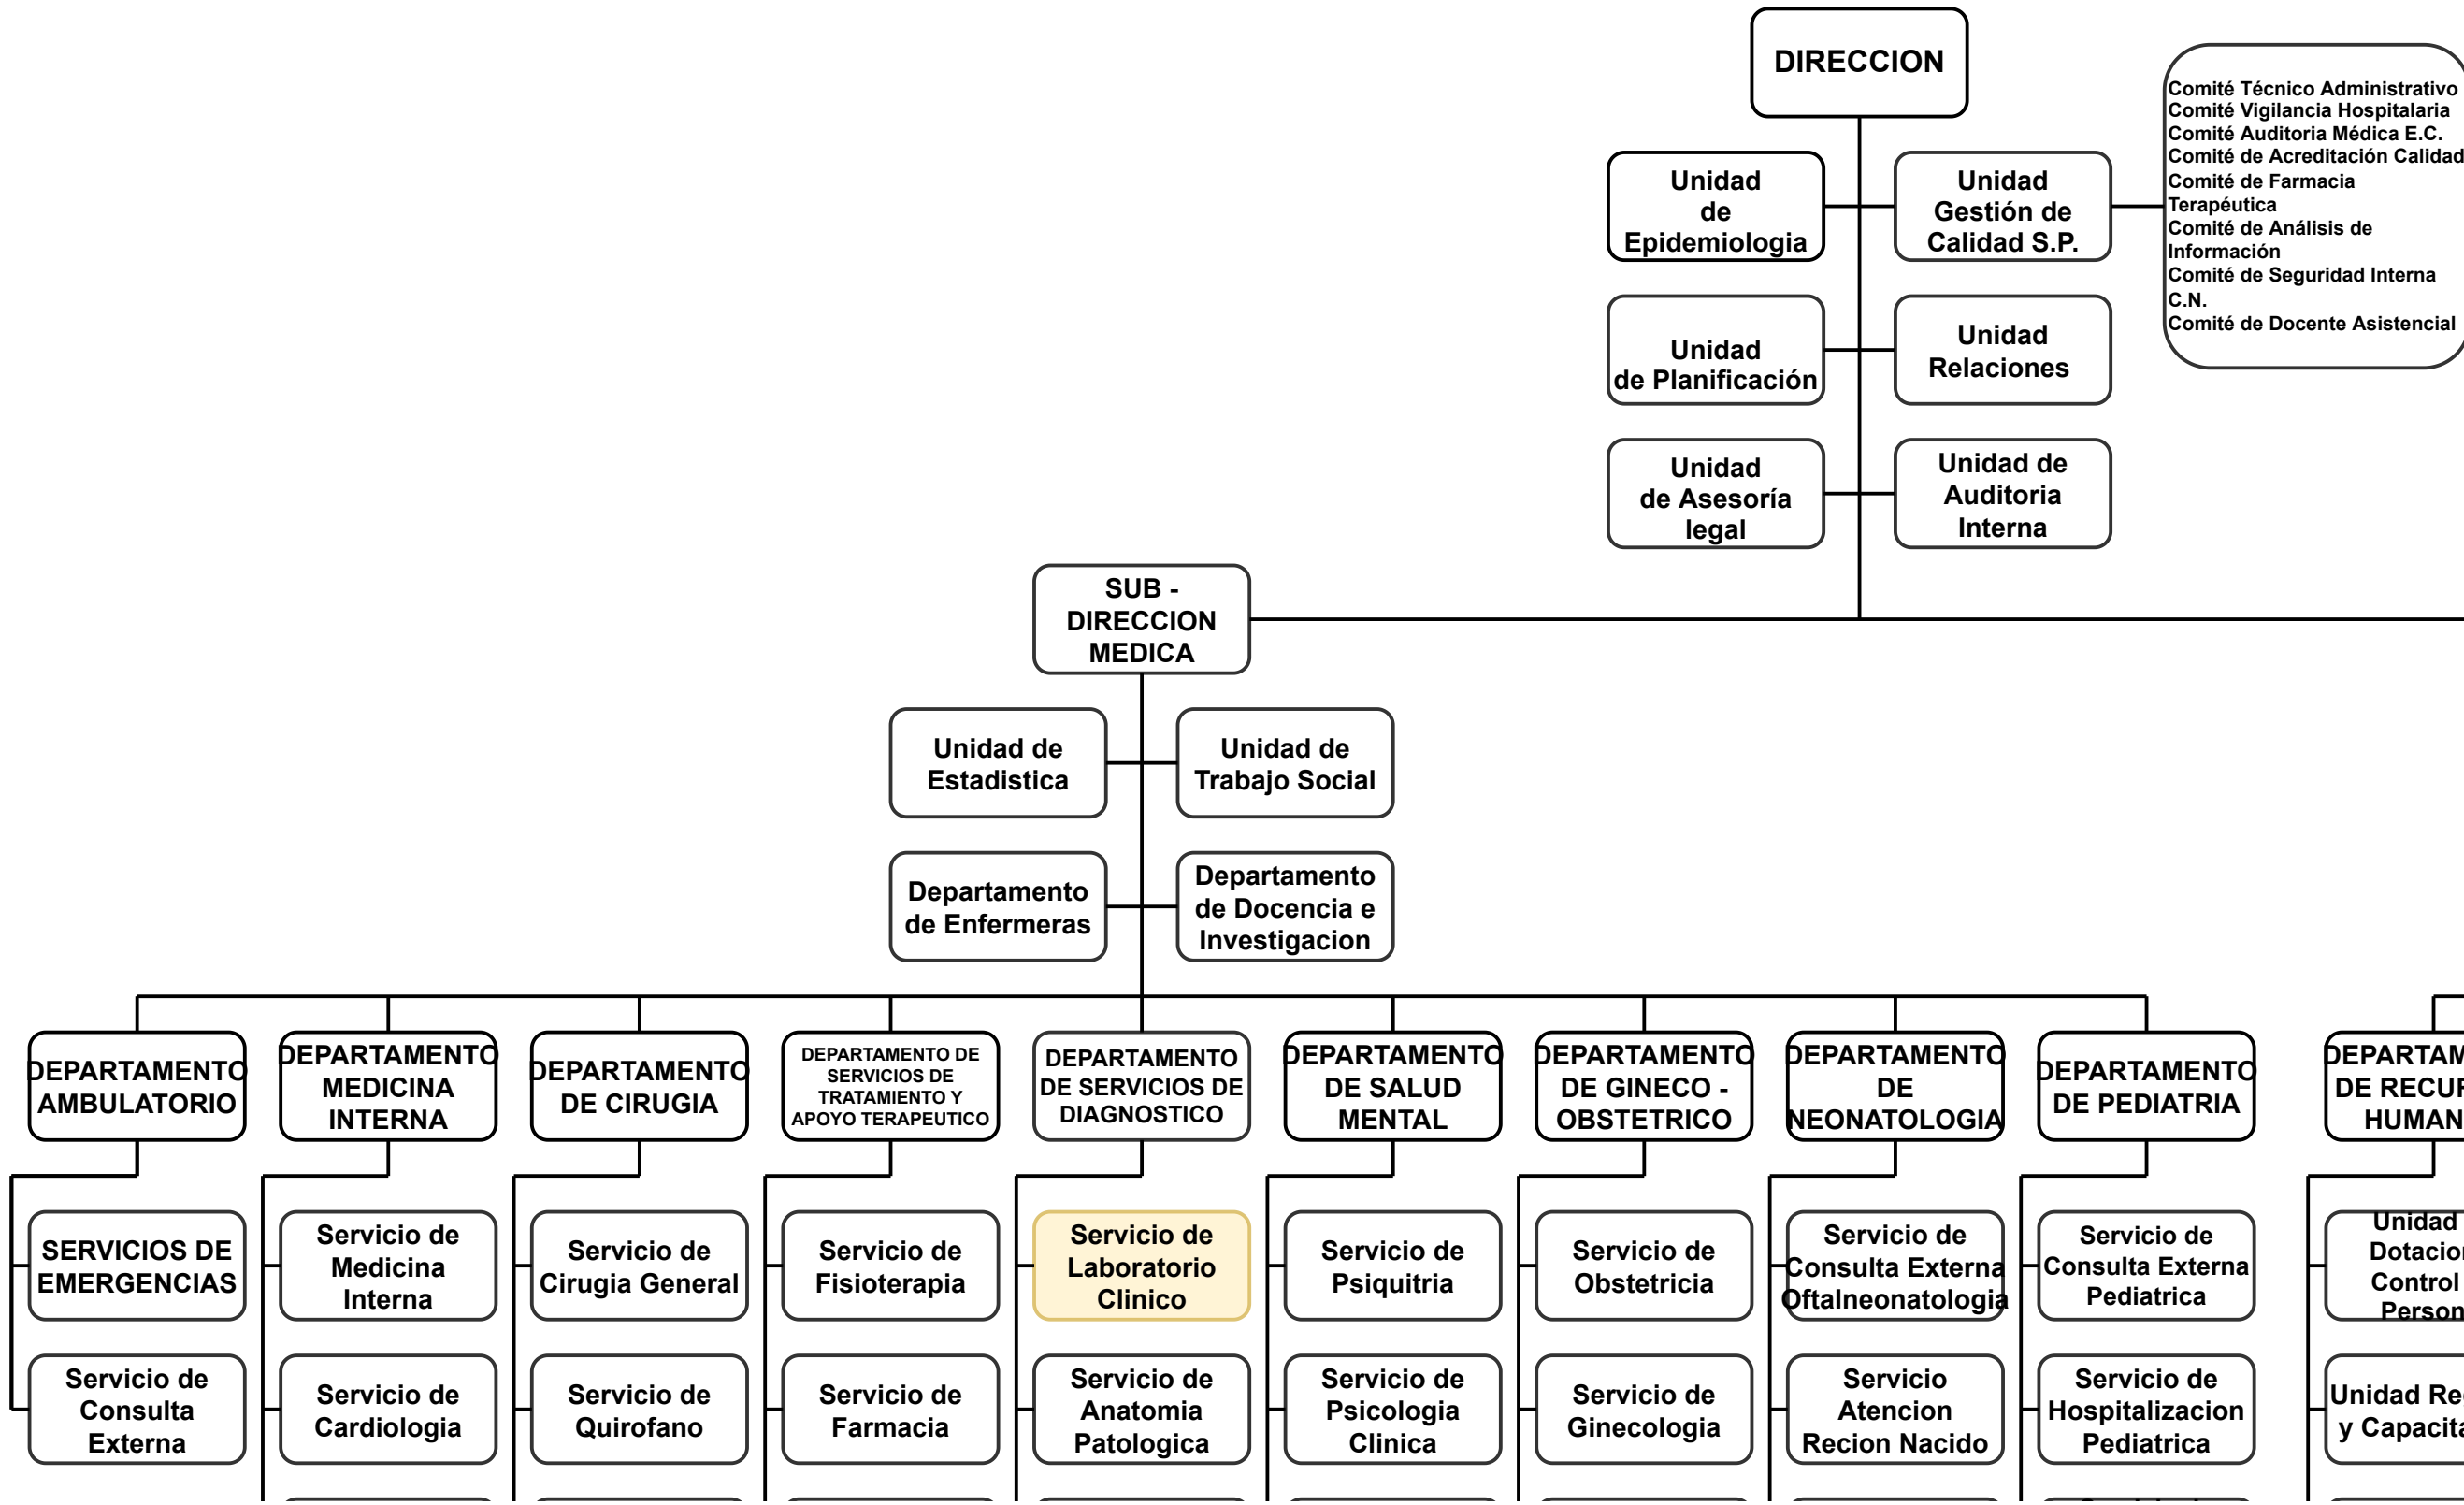 DIRECCION
Comité Técnico Administrativo
Comité Vigilancia Hospitalaria
Comité Auditoria Médica E.C.
Comité de Acreditación Calidad
Comité de Farmacia
Terapéutica
Comité de Análisis de
Información
Comité de Seguridad Interna
C.N.
Comité de Docente Asistencial
Unidad
de
Epidemiologia
Unidad
Gestión de
Calidad S.P.
Unidad
de Planificación
Unidad
Relaciones
Unidad
de Asesoría
legal
Unidad de
Auditoria
Interna
SUB -
DIRECCION
MEDICA
Unidad de
Estadistica
Unidad de
Trabajo Social
Departamento
de Enfermeras
Departamento
de Docencia e
Investigacion
DEPARTAMENTO
AMBULATORIO
DEPARTAMENTO
MEDICINA
INTERNA
DEPARTAMENTO
DE CIRUGIA
DEPARTAMENTO DE
SERVICIOS DE
TRATAMIENTO Y
APOYO TERAPEUTICO
DEPARTAMENTO
DE SERVICIOS DE
DIAGNOSTICO
DEPARTAMENTO
DE SALUD
MENTAL
DEPARTAMENTO
DE GINECO -
OBSTETRICO
DEPARTAMENTO
DE
NEONATOLOGIA
DEPARTAMENTO
DE PEDIATRIA
DE
SERVICIOS DE
EMERGENCIAS
Servicio de
Medicina
Interna
Servicio de
Cirugia General
Servicio de
Fisioterapia
Servicio de
Laboratorio
Clinico
Servicio de
Psiquitria
Servicio de
Obstetricia
Servicio de
Consulta Externa
Oftalneonatologia
Servicio de
Consulta Externa
Pediatrica
Unidad
Control
Servicio de
Consulta
Externa
Servicio de
Cardiologia
Servicio de
Quirofano
Servicio de
Farmacia
Servicio de
Anatomia
Patologica
Servicio de
Psicologia
Clinica
Servicio de
Ginecologia
Servicio
Atencion
Recion Nacido
Servicio de
Hospitalizacion
Pediatrica
Unidad
y